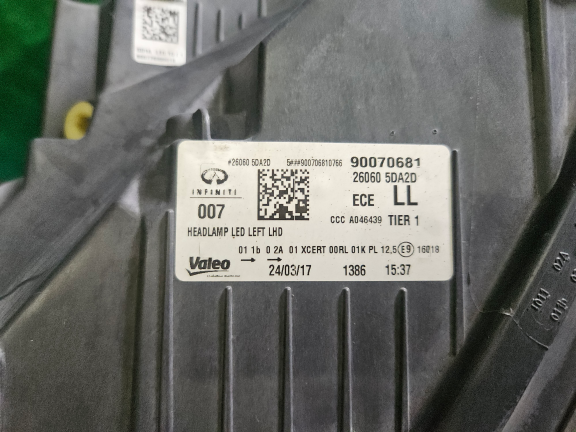 #26060 5DA2D 5###900706810766 90070681
INFINITI
26060 5DA2D
007
ECE LL
CCC A046439 TIER 1
HEADLAMP LED LEFT LHD
01 1b 0 2A 01 XCERT 00RL 01K PL 12,5 E9 16018
Valeo
24/03/17 1386 15:37